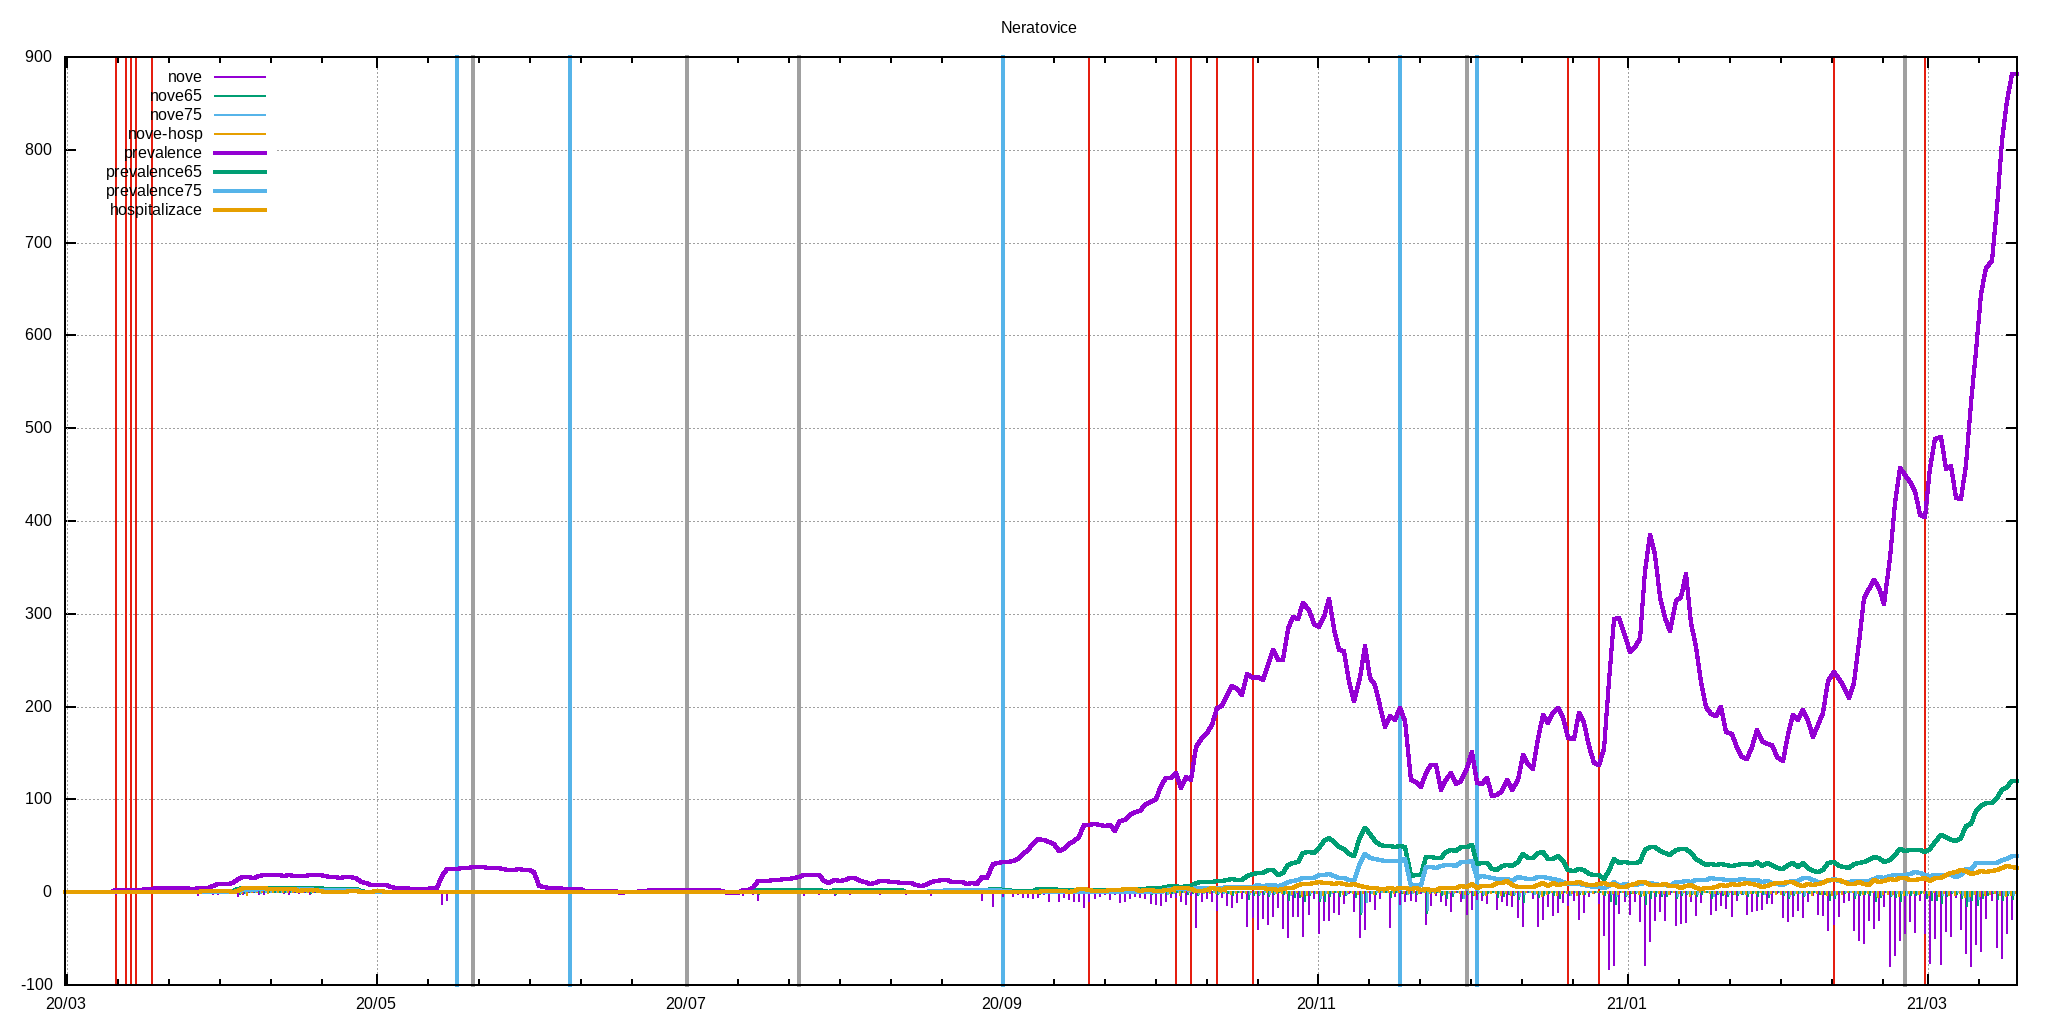 Neratovice
900
800
700
600
500
400
300
200
100
0
-100
nove
nove65
nove75
nove-hosp
prevalence
prevalence65
prevalence75
hospitalizace
20/03
20/05
20/07
20/09
20/11
21/01
21/03